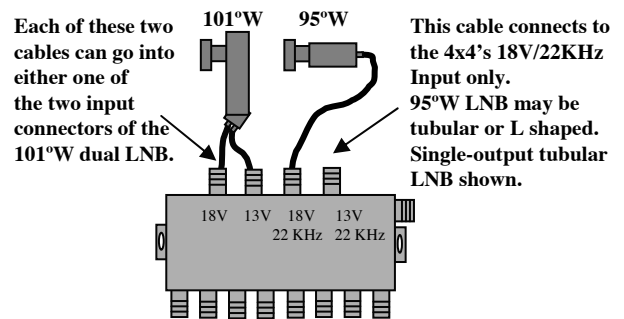 Each of these two
cables can go into
either one of
the two input
connectors of the
101ºW dual LNB.
101ºW
95ºW
This cable connects to
the 4x4's 18V/22KHz
Input only.
95ºW LNB may be
tubular or L shaped.
Single-output tubular
LNB shown.
18V 13V 18V 13V
22 KHz 22 KHz